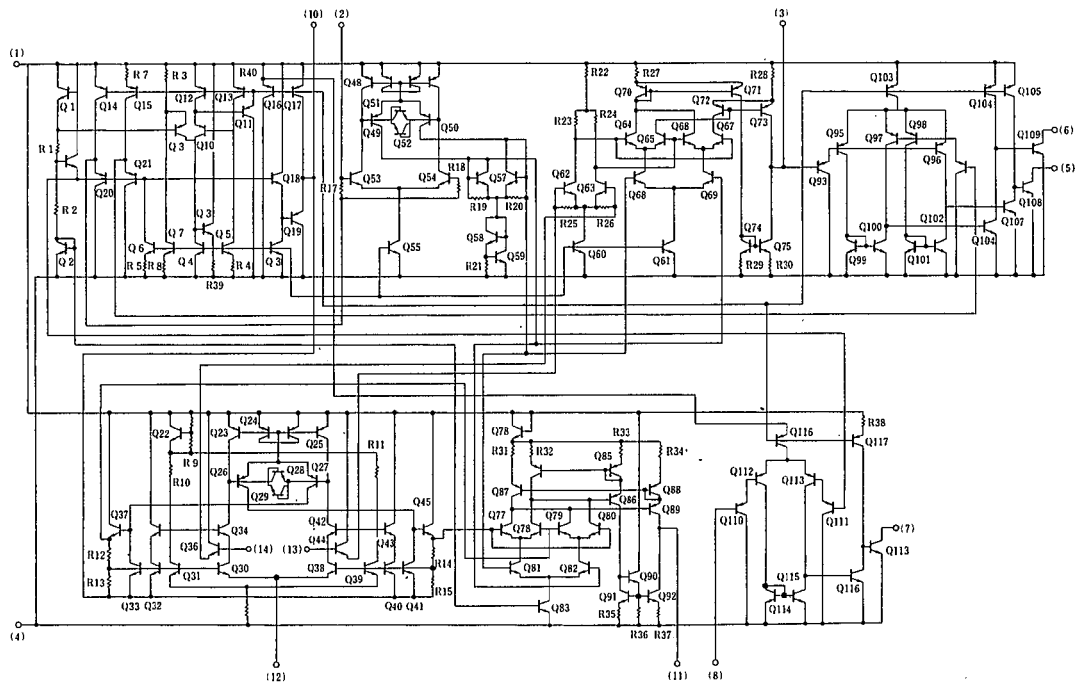 (10) (2) (3)
(1)
R7 R3 R40 R22 R27 R28 Q103
Q1 Q14 Q15 Q12 Q13 Q16 Q17 Q48 Q70 Q71 Q104 Q105
Q11 Q51 Q72
R23 R24 Q73
Q3 Q10 Q49 Q50 Q64 Q65 Q68 Q67 Q95 Q97 Q98 Q109 (6)
R1 Q52 Q96
Q21 R18 Q57 (5)
Q20 Q18 R17 Q53 Q54 Q62 Q63 Q68 Q69 Q93 Q108
R19 R20 Q107
R2 Q3 Q19 R25 R26 Q100 Q102
Q7 Q58 Q74 Q104
Q2 Q6 Q4 Q5 Q3 Q55 Q59 Q60 Q61 Q75 Q99 Q101
R5 R8 R4 R21 R29 R30
R39
Q22 Q23 Q24 Q25 R11 Q78 R33 R38
R9 R31 R32 Q85 R34 Q116 Q117
R10 Q26 Q28 Q27 Q112 Q113
Q29 Q87 Q86 Q88
Q37 Q45 Q77 Q89
Q34 Q42 Q78 Q79 Q80 Q110 Q111 (7)
Q36 (14) (13) Q44 Q43
R12 Q113
Q31 Q30 Q38 Q39 R14 Q81 Q82 Q90 Q115
R13 R15 Q91 Q92 Q116
Q33 Q32 Q40 Q41 Q83 Q114
R35 R36 R37
(4)
(12) (11) (8)